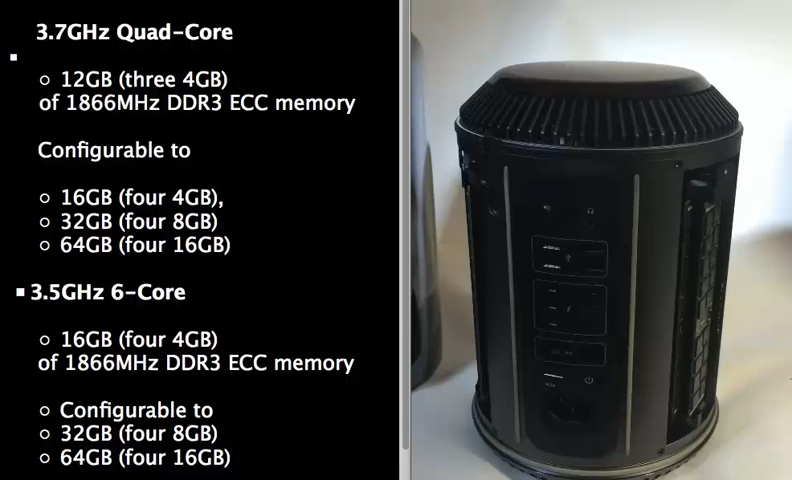 3.7GHz Quad-Core
12GB (three 4GB)
of 1866MHz DDR3 ECC memory
Configurable to
16GB (four 4GB),
32GB (four 8GB)
64GB (four 16GB)
3.5GHz 6-Core
16GB (four 4GB)
of 1866MHz DDR3 ECC memory
Configurable to
32GB (four 8GB)
64GB (four 16GB)